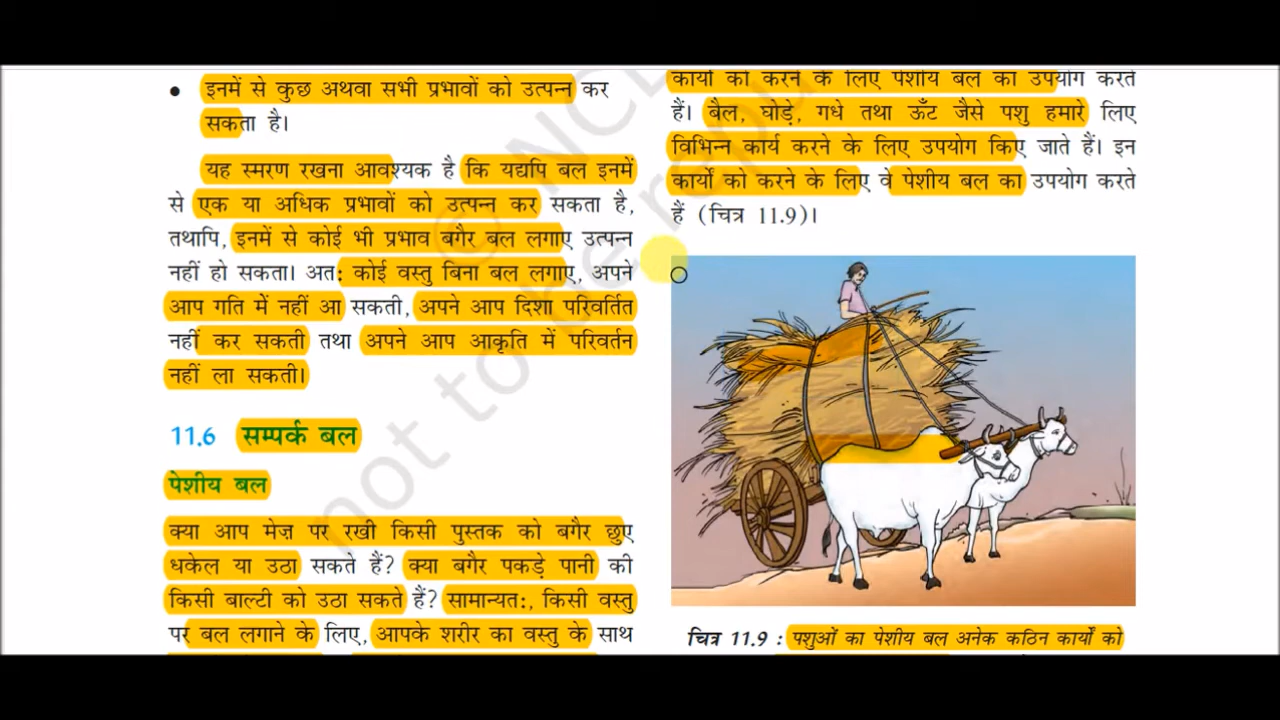 • इनमें से कुछ अथवा सभी प्रभावों को उत्पन्न कर
सकता है।
यह स्मरण रखना आवश्यक है कि यद्यपि बल इनमें
से एक या अधिक प्रभावों को उत्पन्न कर सकता है,
तथापि, इनमें से कोई भी प्रभाव बगैर बल लगाए उत्पन्न
नहीं हो सकता। अत: कोई वस्तु बिना बल लगाए, अपने
आप गति में नहीं आ सकती, अपने आप दिशा परिवर्तित
नहीं कर सकती तथा अपने आप आकृति में परिवर्तन
नहीं ला सकती।
11.6 सम्पर्क बल
पेशीय बल
क्या आप मेज़ पर रखी किसी पुस्तक को बगैर छुए
धकेल या उठा सकते हैं? क्या बगैर पकड़े पानी की
किसी बाल्टी को उठा सकते हैं? सामान्यत:, किसी वस्तु
पर बल लगाने के लिए, आपके शरीर का वस्तु के साथ
कार्यों को करने के लिए पेशीय बल का उपयोग करते
हैं। बैल, घोड़े, गधे तथा ऊँट जैसे पशु हमारे लिए
विभिन्न कार्य करने के लिए उपयोग किए जाते हैं। इन
कार्यों को करने के लिए वे पेशीय बल का उपयोग करते
हैं (चित्र 11.9)।
चित्र 11.9 : पशुओं का पेशीय बल अनेक कठिन कार्यों को
not to be